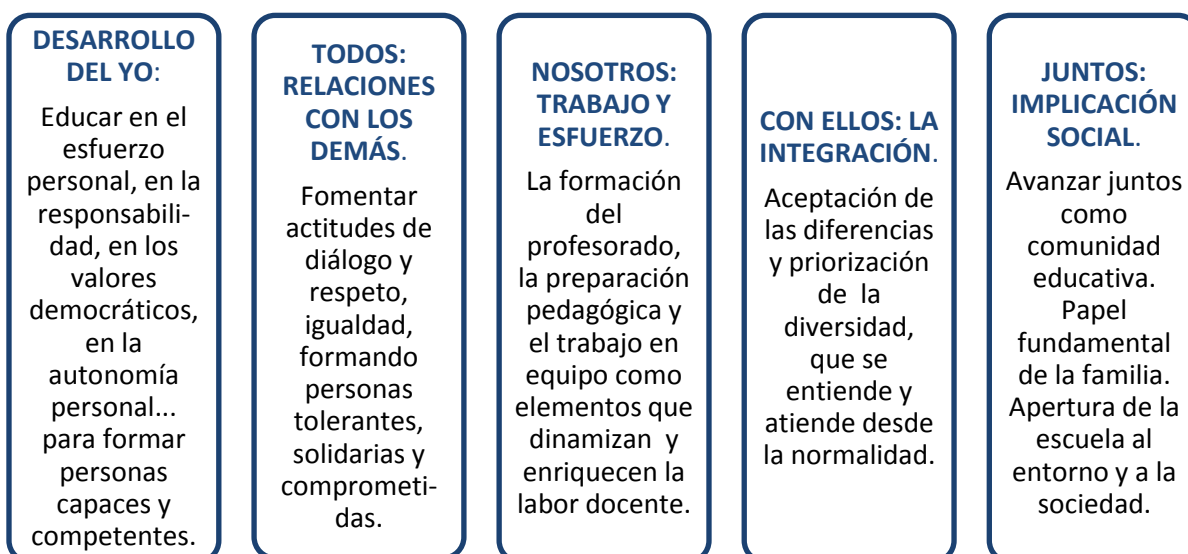 DESARROLLO
DEL YO:
Educar en el
esfuerzo
personal, en la
responsabili-
dad, en los
valores
democráticos,
en la
autonomía
personal...
para formar
personas
capaces y
competentes.
TODOS:
RELACIONES
CON LOS
DEMÁS.
Fomentar
actitudes de
diálogo y
respeto,
igualdad,
formando
personas
tolerantes,
solidarias y
comprometi-
das.
NOSOTROS:
TRABAJO Y
ESFUERZO.
La formación
del
profesorado,
la preparación
pedagógica y
el trabajo en
equipo como
elementos que
dinamizan y
enriquecen la
labor docente.
CON ELLOS: LA
INTEGRACIÓN.
Aceptación de
las diferencias
y priorización
de la
diversidad,
que se
entiende y
atiende desde
la normalidad.
JUNTOS:
IMPLICACIÓN
SOCIAL.
Avanzar juntos
como
comunidad
educativa.
Papel
fundamental
de la familia.
Apertura de la
escuela al
entorno y a la
sociedad.